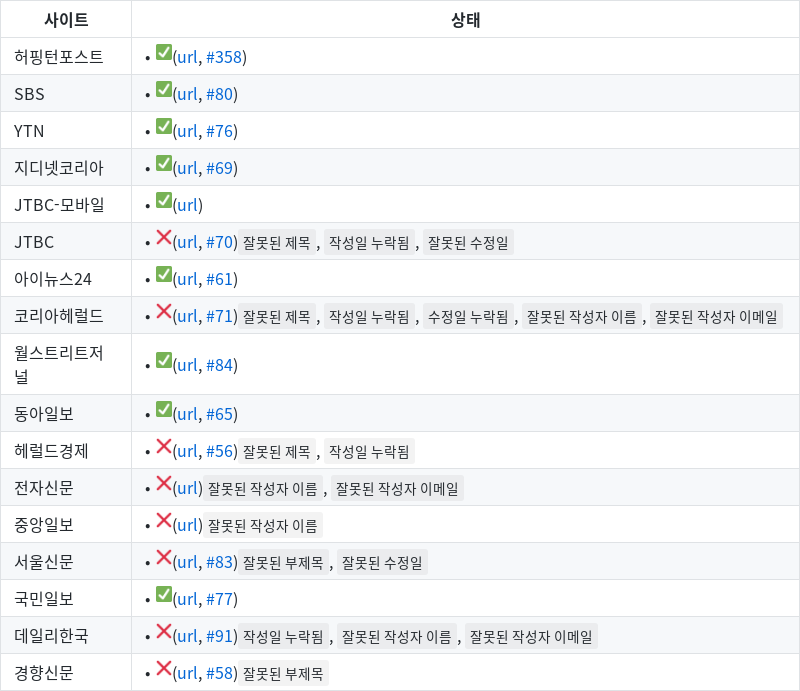 사이트 상태
허핑턴포스트 • ✅(url, #358)
SBS • ✅(url, #80)
YTN • ✅(url, #76)
지디넷코리아 • ✅(url, #69)
JTBC-모바일 • ✅(url)
JTBC • ❌(url, #70) 잘못된 제목 , 작성일 누락됨 , 잘못된 수정일
아이뉴스24 • ✅(url, #61)
코리아헤럴드 • ❌(url, #71) 잘못된 제목 , 작성일 누락됨 , 수정일 누락됨 , 잘못된 작성자 이름 , 잘못된 작성자 이메일
월스트리트저
널 • ✅(url, #84)
동아일보 • ✅(url, #65)
헤럴드경제 • ❌(url, #56) 잘못된 제목 , 작성일 누락됨
전자신문 • ❌(url) 잘못된 작성자 이름 , 잘못된 작성자 이메일
중앙일보 • ❌(url) 잘못된 작성자 이름
서울신문 • ❌(url, #83) 잘못된 부제목 , 잘못된 수정일
국민일보 • ✅(url, #77)
데일리한국 • ❌(url, #91) 작성일 누락됨 , 잘못된 작성자 이름 , 잘못된 작성자 이메일
경향신문 • ❌(url, #58) 잘못된 부제목